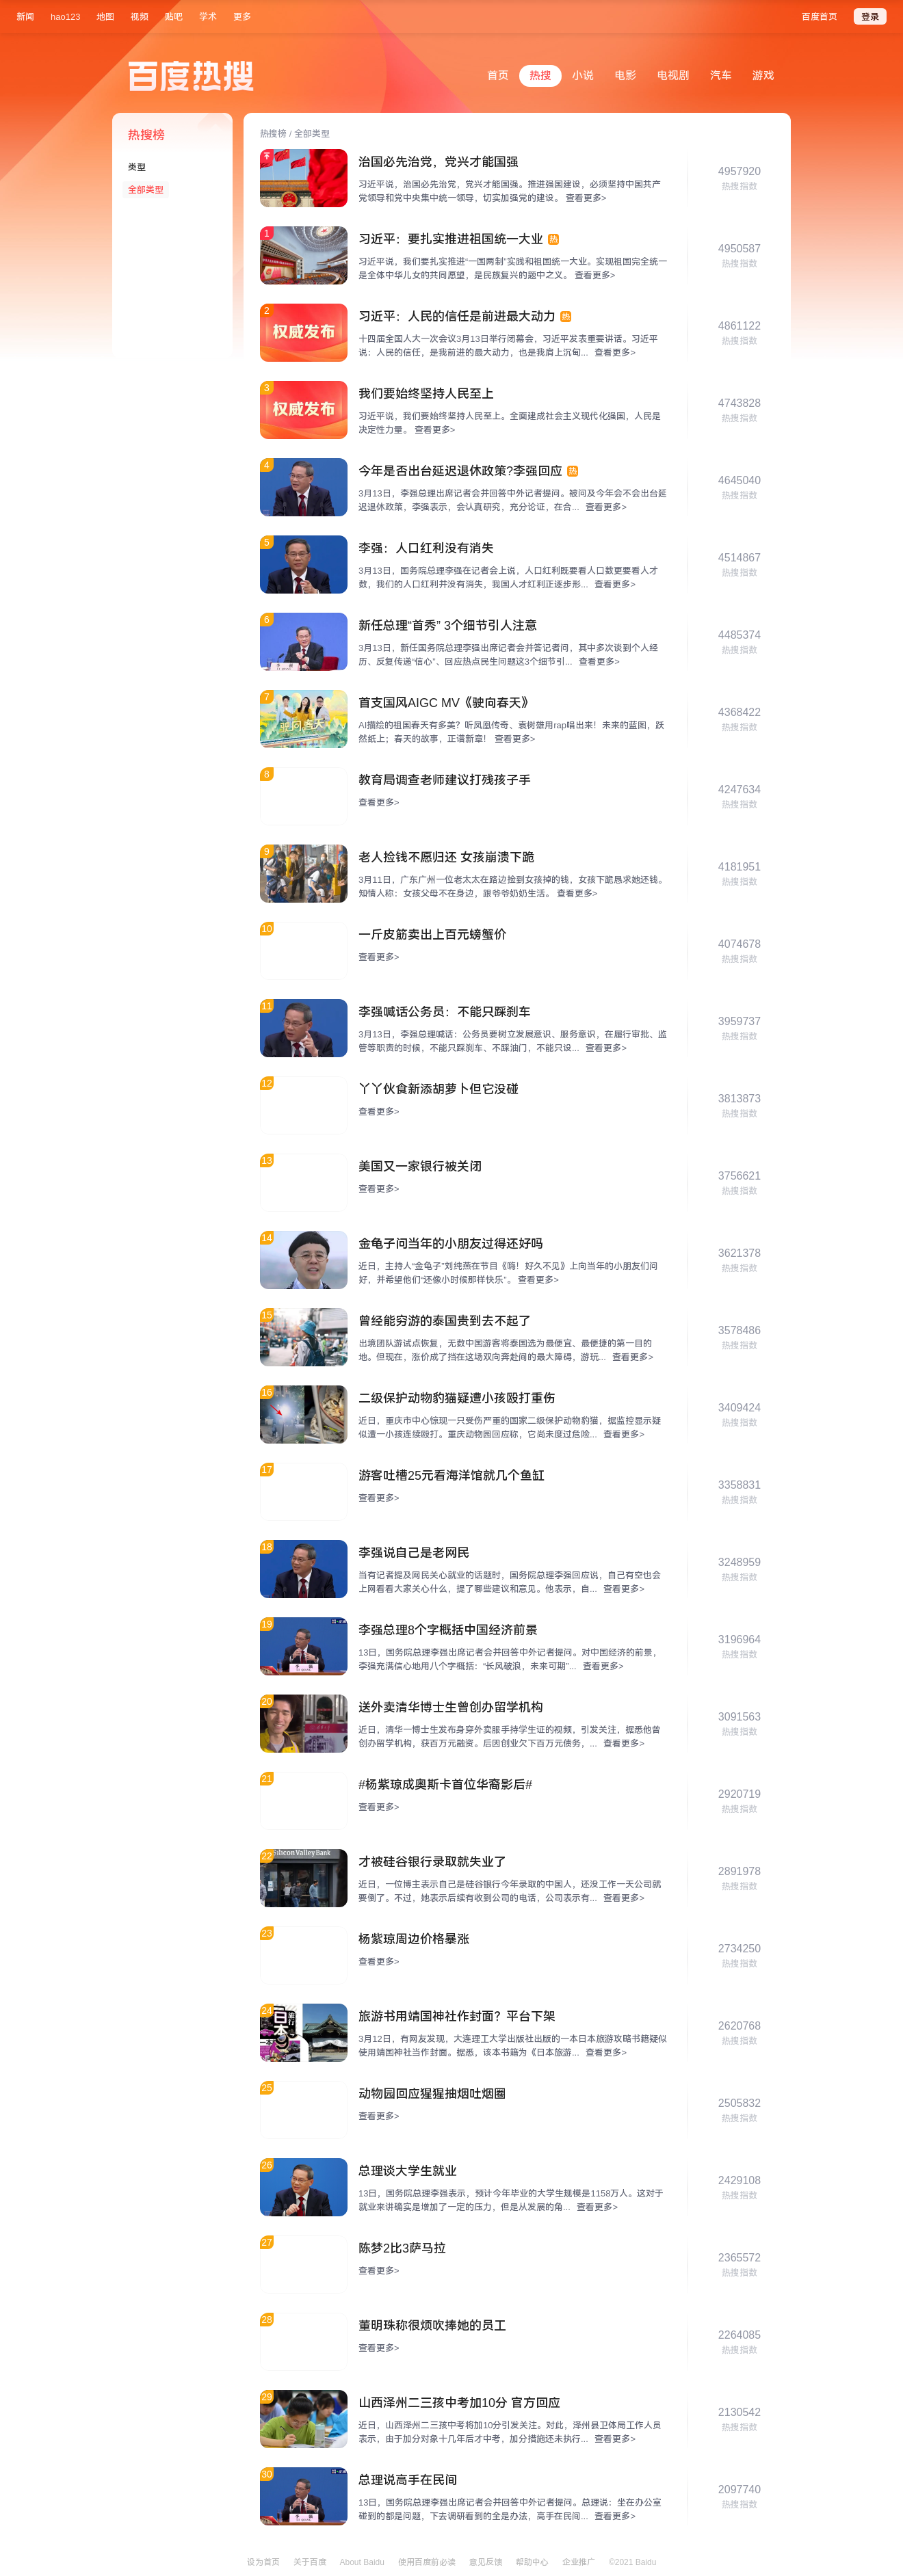 新闻 hao123 地图 视频 贴吧 学术 更多 百度首页 登录
百度热搜
首页 热搜 小说 电影 电视剧 汽车 游戏
热搜榜
类型
全部类型
热搜榜 / 全部类型
治国必先治党，党兴才能国强
习近平说，治国必先治党，党兴才能国强。推进强国建设，必须坚持中国共产
党领导和党中央集中统一领导，切实加强党的建设。 查看更多>
4957920
热搜指数
1
习近平：要扎实推进祖国统一大业 热
习近平说，我们要扎实推进“一国两制”实践和祖国统一大业。实现祖国完全统一
是全体中华儿女的共同愿望，是民族复兴的题中之义。 查看更多>
4950587
热搜指数
2
权威发布
习近平：人民的信任是前进最大动力 热
十四届全国人大一次会议3月13日举行闭幕会，习近平发表重要讲话。习近平
说：人民的信任，是我前进的最大动力，也是我肩上沉甸... 查看更多>
4861122
热搜指数
3
权威发布
我们要始终坚持人民至上
习近平说，我们要始终坚持人民至上。全面建成社会主义现代化强国，人民是
决定性力量。 查看更多>
4743828
热搜指数
4
今年是否出台延迟退休政策?李强回应 热
3月13日，李强总理出席记者会并回答中外记者提问。被问及今年会不会出台延
迟退休政策，李强表示，会认真研究，充分论证，在合... 查看更多>
4645040
热搜指数
5
李强：人口红利没有消失
3月13日，国务院总理李强在记者会上说，人口红利既要看人口数更要看人才
数，我们的人口红利并没有消失，我国人才红利正逐步形... 查看更多>
4514867
热搜指数
6
新任总理“首秀” 3个细节引人注意
3月13日，新任国务院总理李强出席记者会并答记者问，其中多次谈到个人经
历、反复传递“信心”、回应热点民生问题这3个细节引... 查看更多>
4485374
热搜指数
7
首支国风AIGC MV《驶向春天》
AI描绘的祖国春天有多美？听凤凰传奇、袁树雄用rap唱出来！未来的蓝图，跃
然纸上；春天的故事，正谱新章！ 查看更多>
4368422
热搜指数
8
教育局调查老师建议打残孩子手
查看更多>
4247634
热搜指数
9
老人捡钱不愿归还 女孩崩溃下跪
3月11日，广东广州一位老太太在路边捡到女孩掉的钱，女孩下跪恳求她还钱。
知情人称：女孩父母不在身边，跟爷爷奶奶生活。 查看更多>
4181951
热搜指数
10
一斤皮筋卖出上百元螃蟹价
查看更多>
4074678
热搜指数
11
李强喊话公务员：不能只踩刹车
3月13日，李强总理喊话：公务员要树立发展意识、服务意识，在履行审批、监
管等职责的时候，不能只踩刹车、不踩油门，不能只设... 查看更多>
3959737
热搜指数
12
丫丫伙食新添胡萝卜但它没碰
查看更多>
3813873
热搜指数
13
美国又一家银行被关闭
查看更多>
3756621
热搜指数
14
金龟子问当年的小朋友过得还好吗
近日，主持人“金龟子”刘纯燕在节目《嗨！好久不见》上向当年的小朋友们问
好，并希望他们“还像小时候那样快乐”。 查看更多>
3621378
热搜指数
15
曾经能穷游的泰国贵到去不起了
出境团队游试点恢复，无数中国游客将泰国选为最便宜、最便捷的第一目的
地。但现在，涨价成了挡在这场双向奔赴间的最大障碍，游玩... 查看更多>
3578486
热搜指数
16
二级保护动物豹猫疑遭小孩殴打重伤
近日，重庆市中心惊现一只受伤严重的国家二级保护动物豹猫，据监控显示疑
似遭一小孩连续殴打。重庆动物园回应称，它尚未度过危险... 查看更多>
3409424
热搜指数
17
游客吐槽25元看海洋馆就几个鱼缸
查看更多>
3358831
热搜指数
18
李强说自己是老网民
当有记者提及网民关心就业的话题时，国务院总理李强回应说，自己有空也会
上网看看大家关心什么，提了哪些建议和意见。他表示，自... 查看更多>
3248959
热搜指数
19
李强总理8个字概括中国经济前景
13日，国务院总理李强出席记者会并回答中外记者提问。对中国经济的前景，
李强充满信心地用八个字概括：“长风破浪，未来可期”... 查看更多>
3196964
热搜指数
20
送外卖清华博士生曾创办留学机构
近日，清华一博士生发布身穿外卖服手持学生证的视频，引发关注，据悉他曾
创办留学机构，获百万元融资。后因创业欠下百万元债务，... 查看更多>
3091563
热搜指数
21
#杨紫琼成奥斯卡首位华裔影后#
查看更多>
2920719
热搜指数
22
Silicon Valley Bank
才被硅谷银行录取就失业了
近日，一位博主表示自己是硅谷银行今年录取的中国人，还没工作一天公司就
要倒了。不过，她表示后续有收到公司的电话，公司表示有... 查看更多>
2891978
热搜指数
23
杨紫琼周边价格暴涨
查看更多>
2734250
热搜指数
24
旅游书用靖国神社作封面？平台下架
3月12日，有网友发现，大连理工大学出版社出版的一本日本旅游攻略书籍疑似
使用靖国神社当作封面。据悉，该本书籍为《日本旅游... 查看更多>
2620768
热搜指数
25
动物园回应猩猩抽烟吐烟圈
查看更多>
2505832
热搜指数
26
总理谈大学生就业
13日，国务院总理李强表示，预计今年毕业的大学生规模是1158万人。这对于
就业来讲确实是增加了一定的压力，但是从发展的角... 查看更多>
2429108
热搜指数
27
陈梦2比3萨马拉
查看更多>
2365572
热搜指数
28
董明珠称很烦吹捧她的员工
查看更多>
2264085
热搜指数
29
山西泽州二三孩中考加10分 官方回应
近日，山西泽州二三孩中考将加10分引发关注。对此，泽州县卫体局工作人员
表示，由于加分对象十几年后才中考，加分措施还未执行... 查看更多>
2130542
热搜指数
30
总理说高手在民间
13日，国务院总理李强出席记者会并回答中外记者提问。总理说：坐在办公室
碰到的都是问题，下去调研看到的全是办法，高手在民间... 查看更多>
2097740
热搜指数
设为首页 关于百度 About Baidu 使用百度前必读 意见反馈 帮助中心 企业推广 ©2021 Baidu